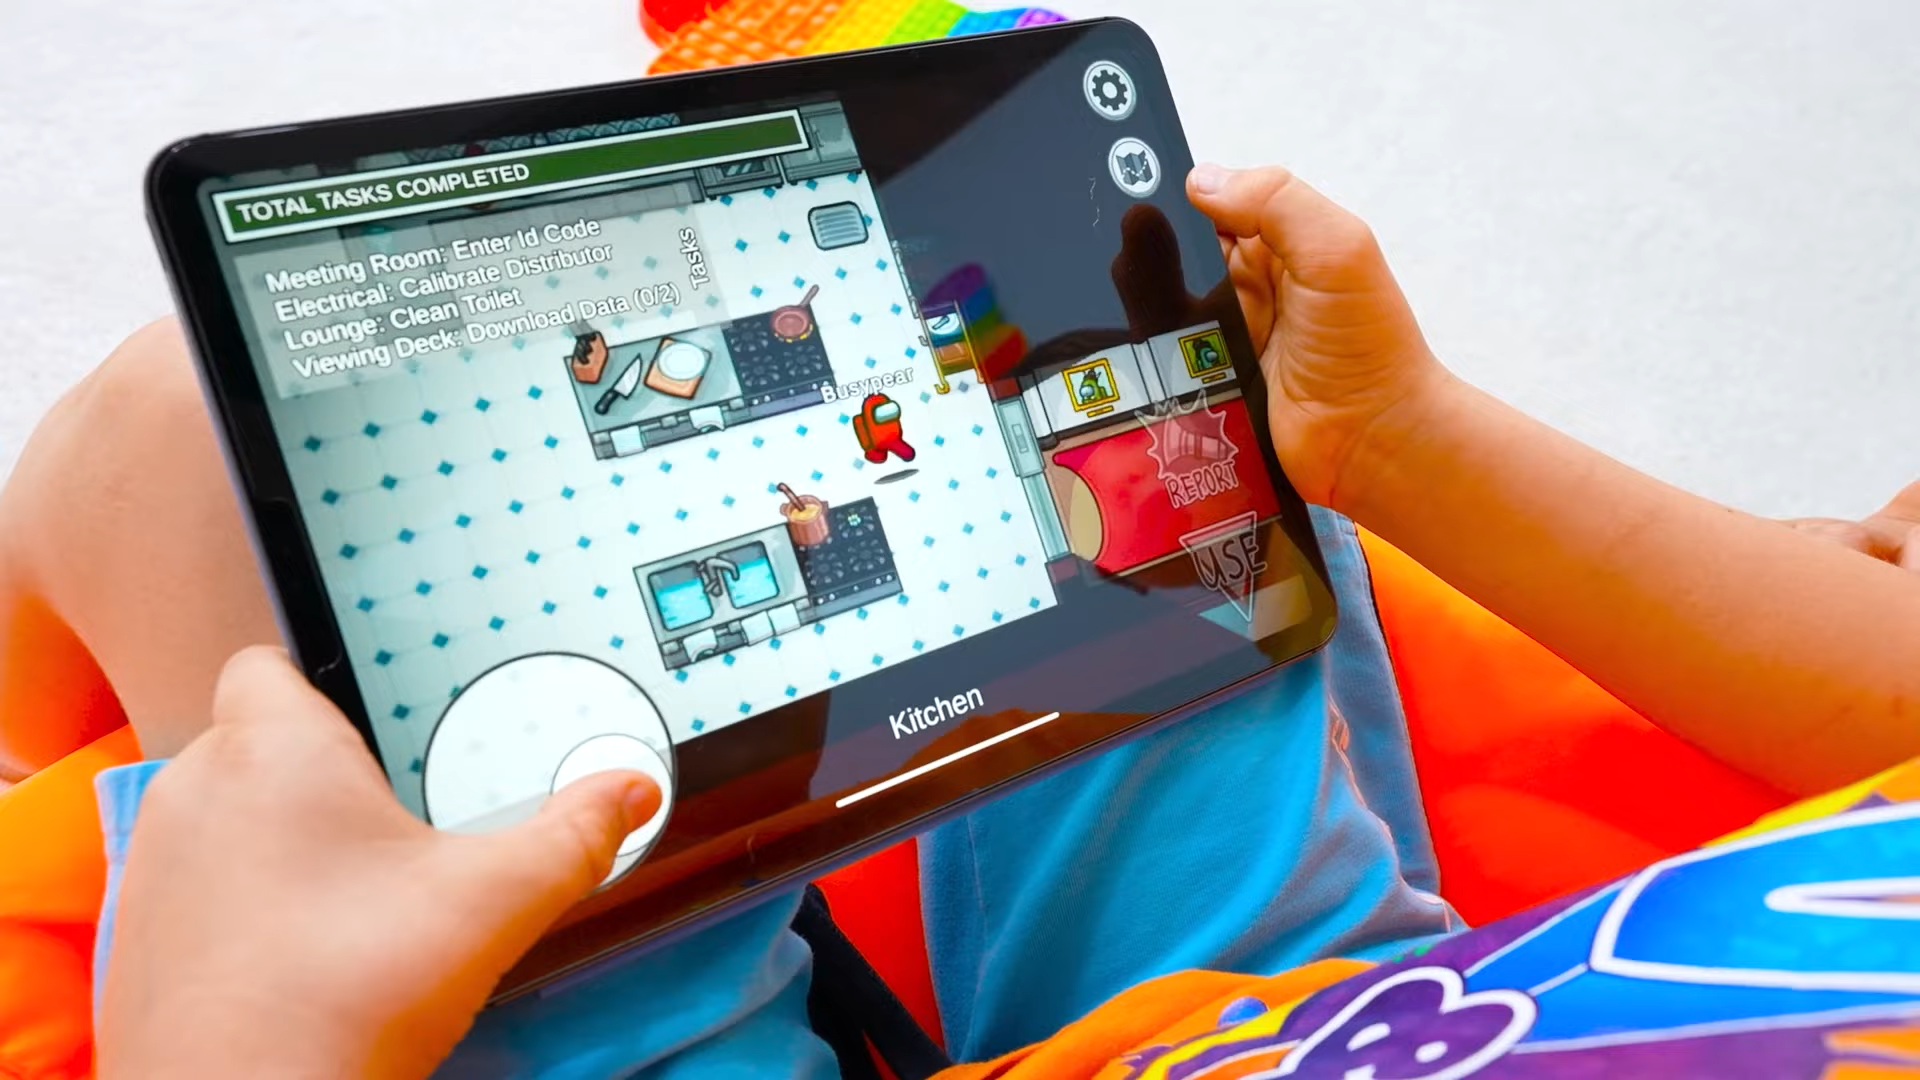 TOTAL TASKS COMPLETED
Meeting Room: Enter Id Code
Electrical: Calibrate Distributor
Lounge: Clean Toilet
Viewing Deck: Download Data (0/2)
Tasks
Busypear
REPORT
USE
Kitchen